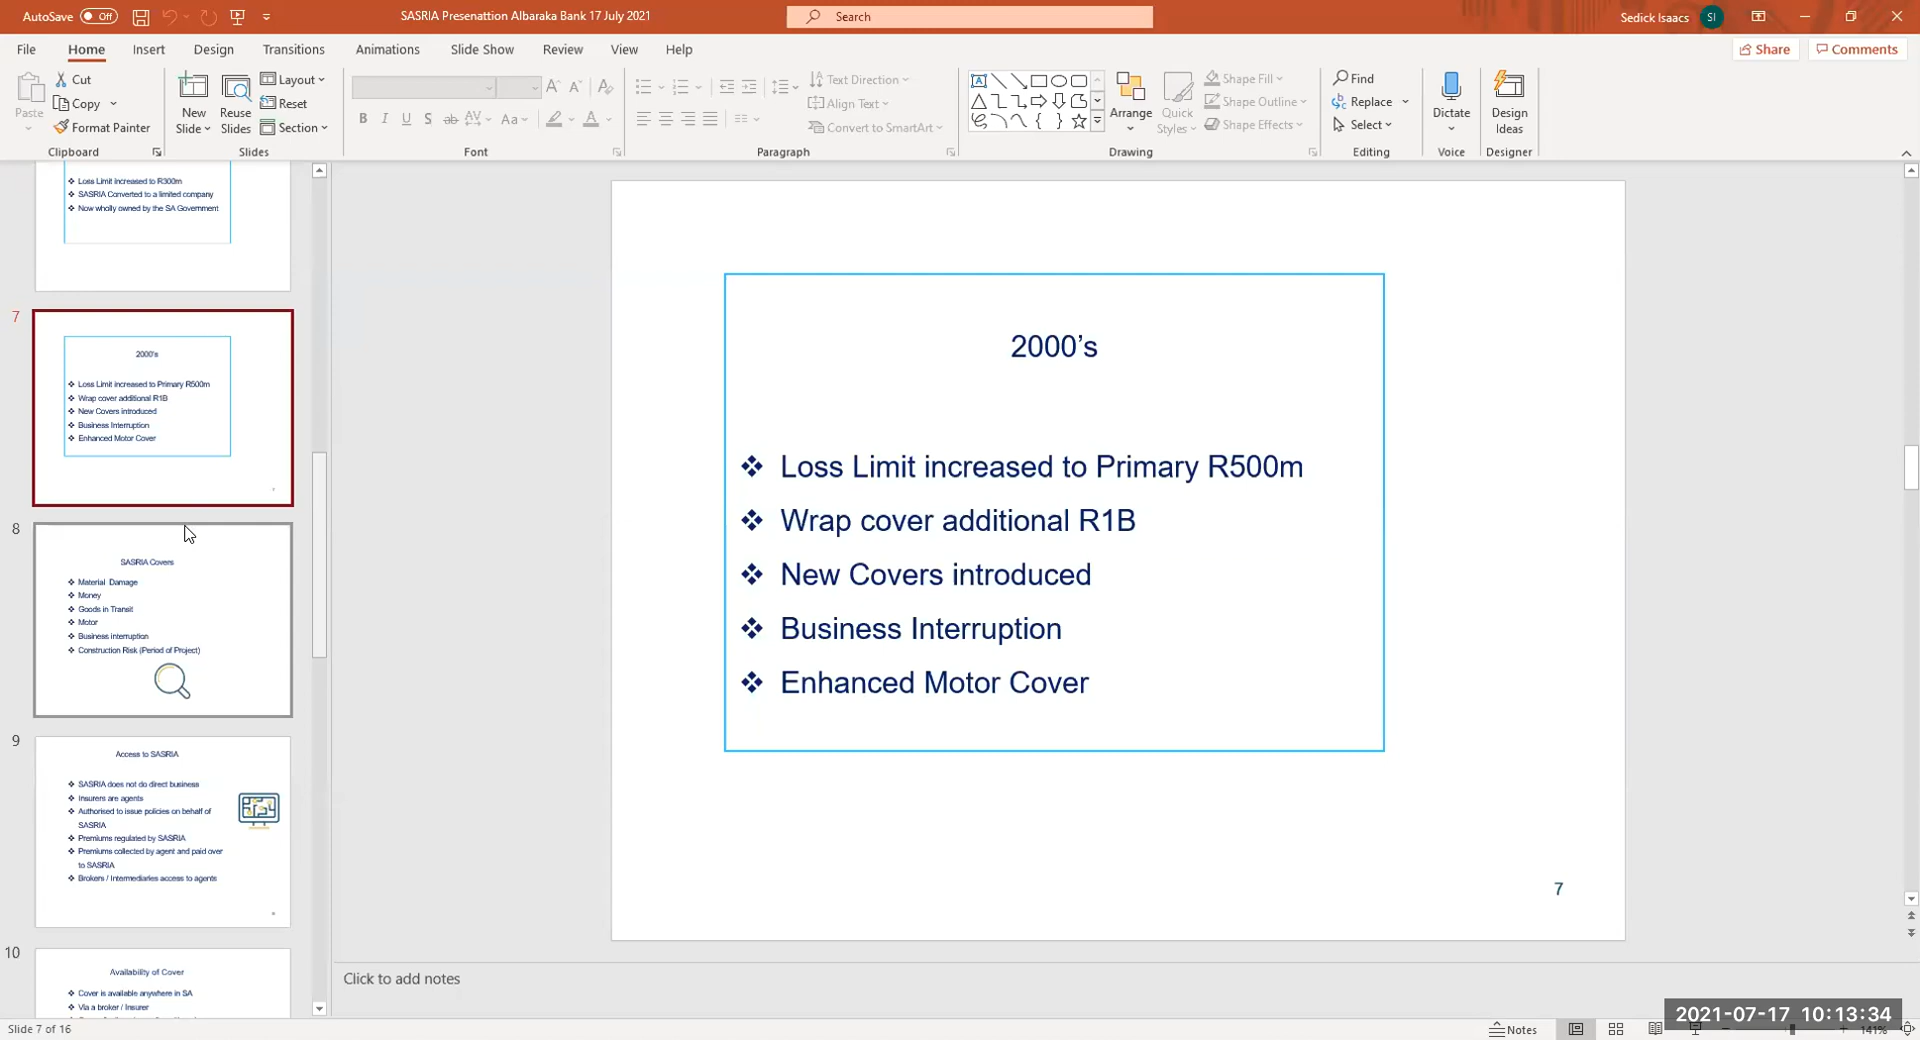 AutoSave Off
SASRIA Presenattion Albaraka Bank 17 July 2021
Search
Sedick Isaacs SI
File Home Insert Design Transitions Animations Slide Show Review View Help
Share Comments
Paste
Cut
Copy
Format Painter
Clipboard
New Slide
Reuse Slides
Layout
Reset
Section
Slides
Font
Text Direction
Align Text
Convert to SmartArt
Paragraph
Arrange
Quick Styles
Shape Fill
Shape Outline
Shape Effects
Drawing
Find
Replace
Select
Editing
Dictate
Voice
Design Ideas
Designer
❖ Loss Limit increased to R300m
❖ SASRIA Converted to a limited company
❖ Now wholly owned by the SA Government
7
2000's
❖ Loss Limit increased to Primary R500m
❖ Wrap cover additional R1B
❖ New Covers introduced
❖ Business Interruption
❖ Enhanced Motor Cover
8
SASRIA Covers
❖ Material Damage
❖ Money
❖ Goods in Transit
❖ Motor
❖ Business interruption
❖ Construction Risk (Period of Project)
9
Access to SASRIA
❖ SASRIA does not do direct business
❖ Insurers are agents
❖ Authorised to issue policies on behalf of
SASRIA
❖ Premiums regulated by SASRIA
❖ Premiums collected by agent and paid over
to SASRIA
❖ Brokers / Intermediaries access to agents
10
Availability of Cover
❖ Cover is available anywhere in SA
❖ Via a broker / Insurer
2000’s
❖ Loss Limit increased to Primary R500m
❖ Wrap cover additional R1B
❖ New Covers introduced
❖ Business Interruption
❖ Enhanced Motor Cover
7
Click to add notes
Slide 7 of 16
Notes
2021-07-17 10:13:34
141%